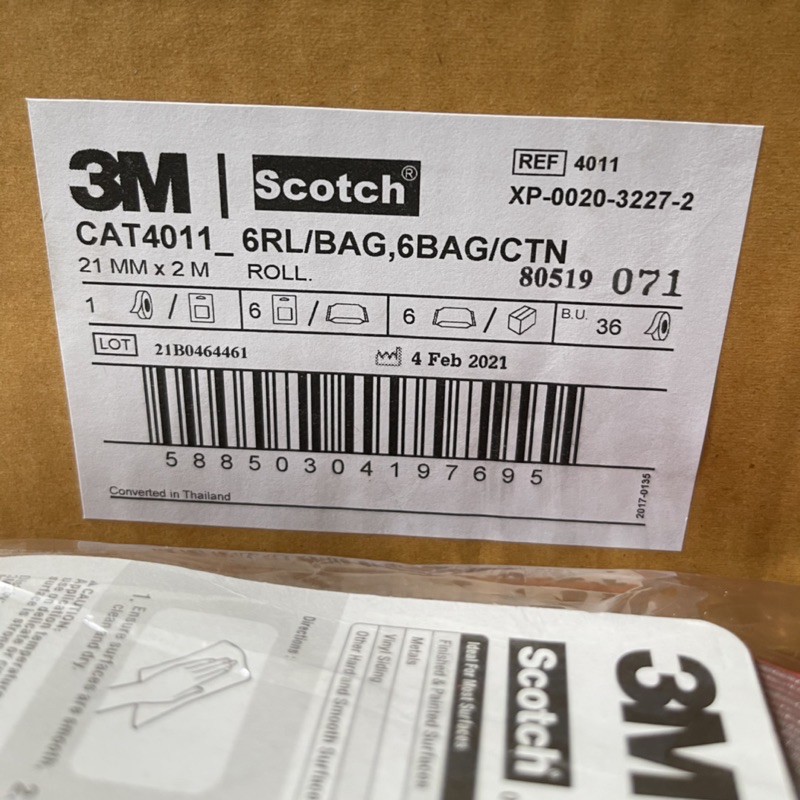 3M | Scotch®
REF 4011
XP-0020-3227-2
CAT4011_ 6RL/BAG,6BAG/CTN
21 MM x 2 M ROLL.
80519 071
1 / 6 / 6 / B.U. 36
LOT 21B0464461 4 Feb 2021
5885030419769 5
Converted in Thailand
2017-0135
3M
Scotch
Ideal For Most Surfaces
Finished & Painted Surfaces
Metals
Vinyl Siding
Other Hard and Smooth Surfaces
Directions:
1. Ensure surfaces are smooth,
clean and dry.
2.
CAUTION: